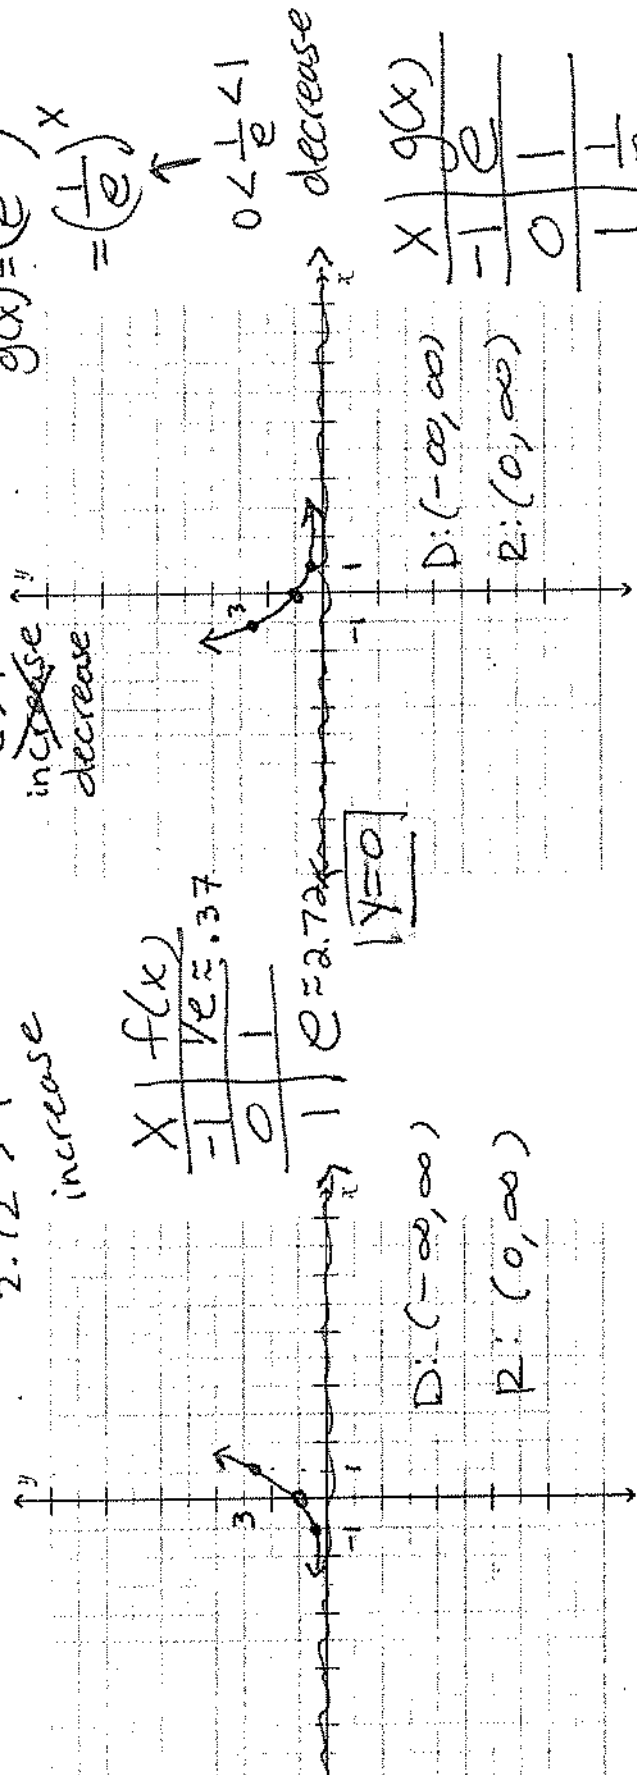 2.72 > 1
increase
y
3
-1
1
x
X | f(x)
-1 | 1/e ≈ .37
0 | 1
1 | e ≈ 2.72
D: (-∞, ∞)
R: (0, ∞)
y=0
increase
decrease
g(x) =
= (1/e)^x
0 < 1/e < 1
decrease
y
3
-1
1
x
X | g(x)
-1 | e
0 | 1
1
D: (-∞, ∞)
R: (0, ∞)